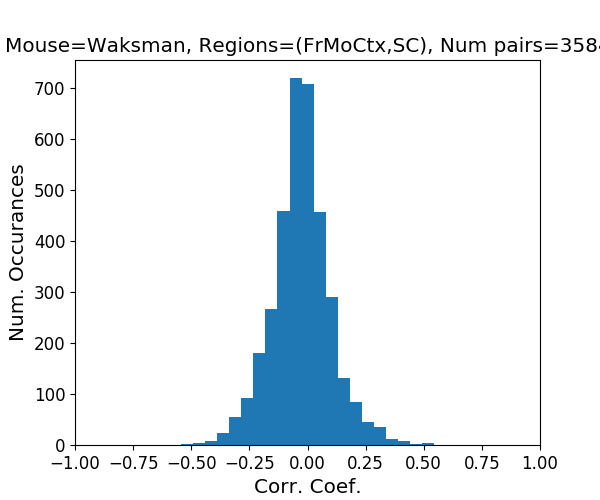 Mouse=Waksman, Regions=(FrMoCtx,SC), Num pairs=3584
Num. Occurances
700
600
500
400
300
200
100
0
−1.00 −0.75 −0.50 −0.25 0.00 0.25 0.50 0.75 1.00
Corr. Coef.